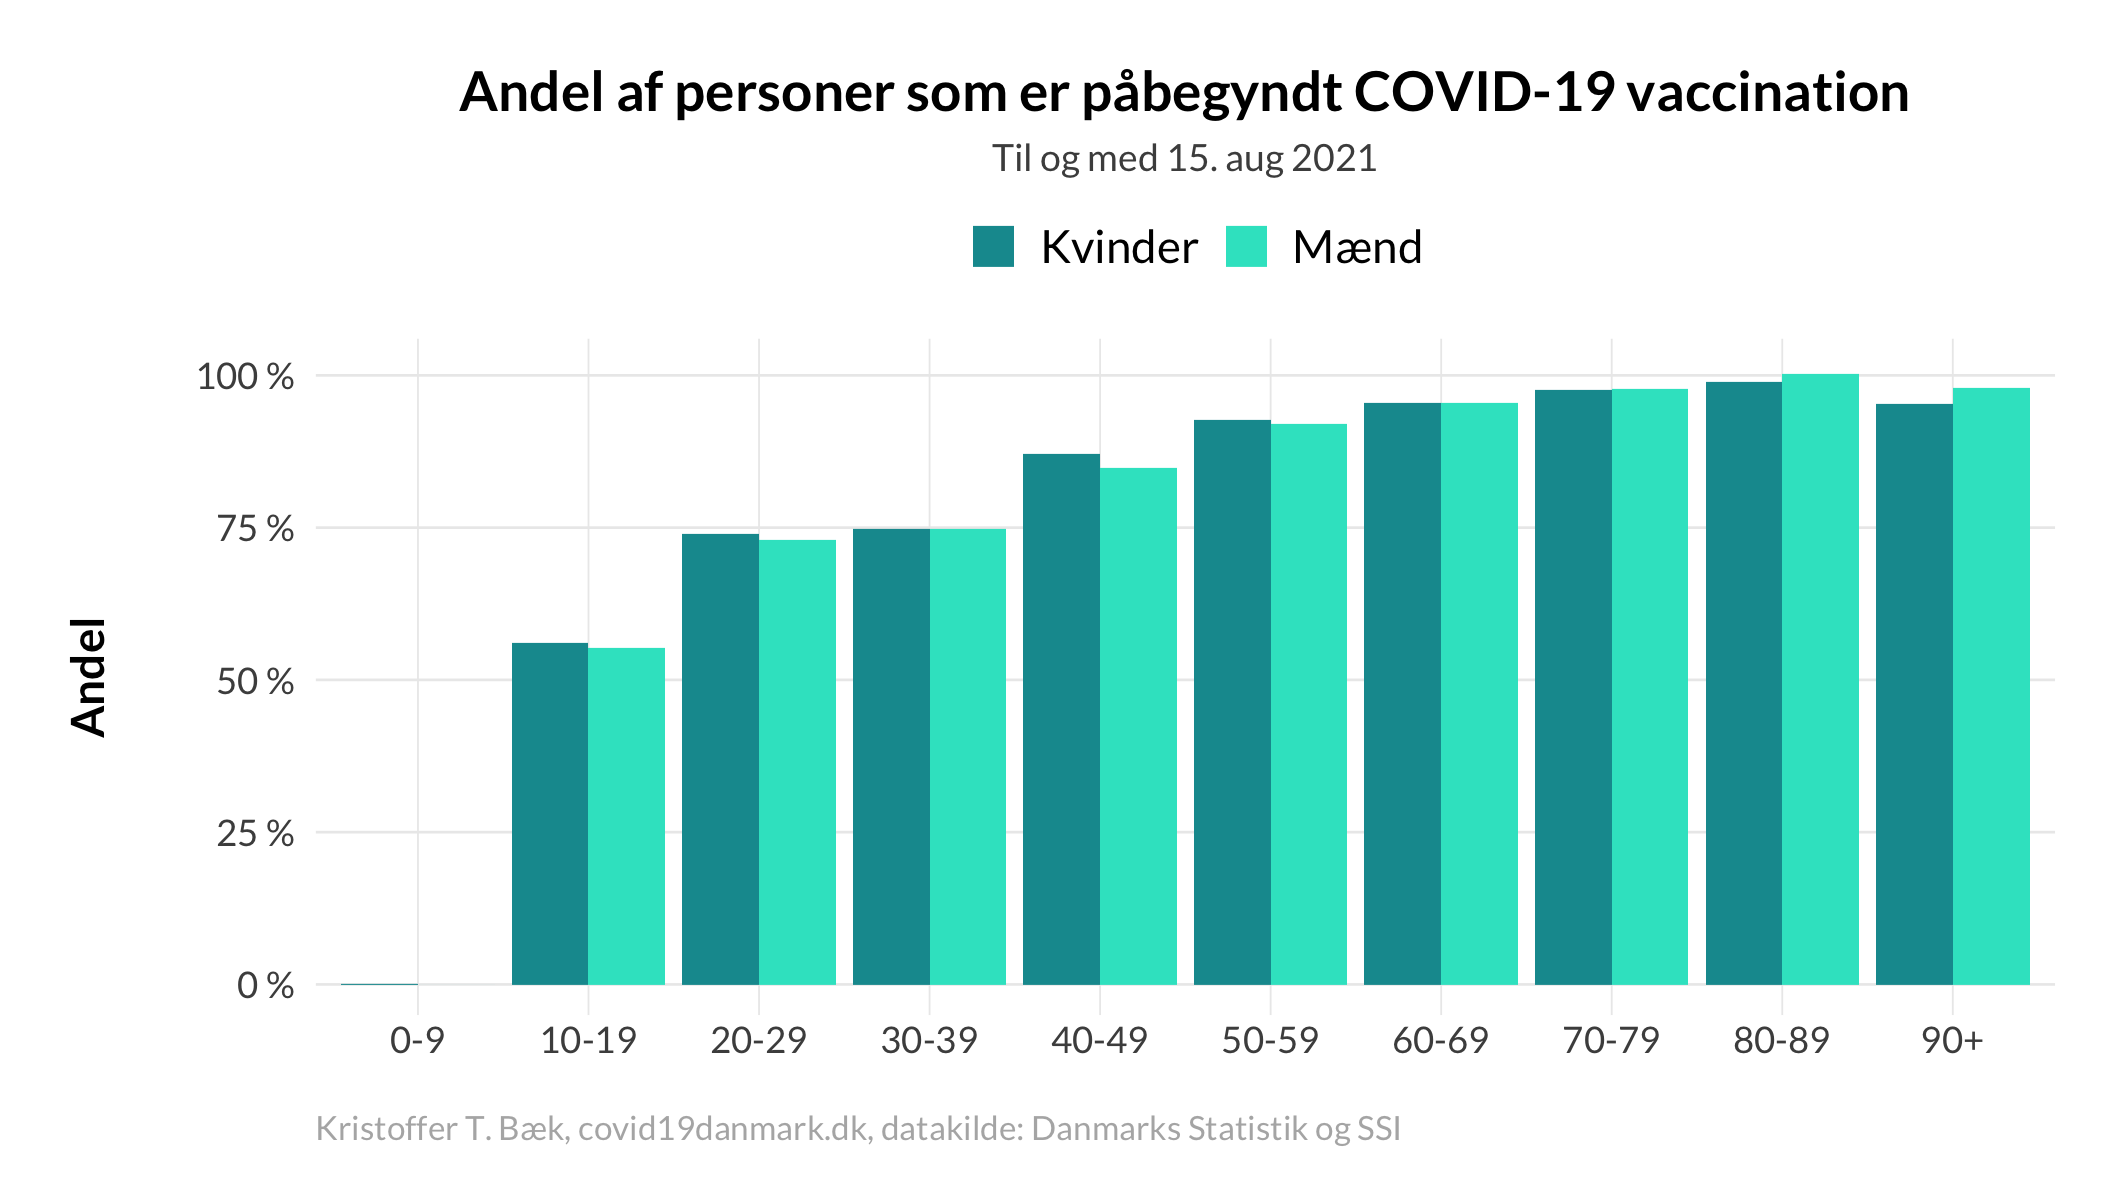 Andel af personer som er påbegyndt COVID-19 vaccination
Til og med 15. aug 2021
Kvinder Mænd
100 %
75 %
50 %
25 %
0 %
Andel
0-9 10-19 20-29 30-39 40-49 50-59 60-69 70-79 80-89 90+
Kristoffer T. Bæk, covid19danmark.dk, datakilde: Danmarks Statistik og SSI